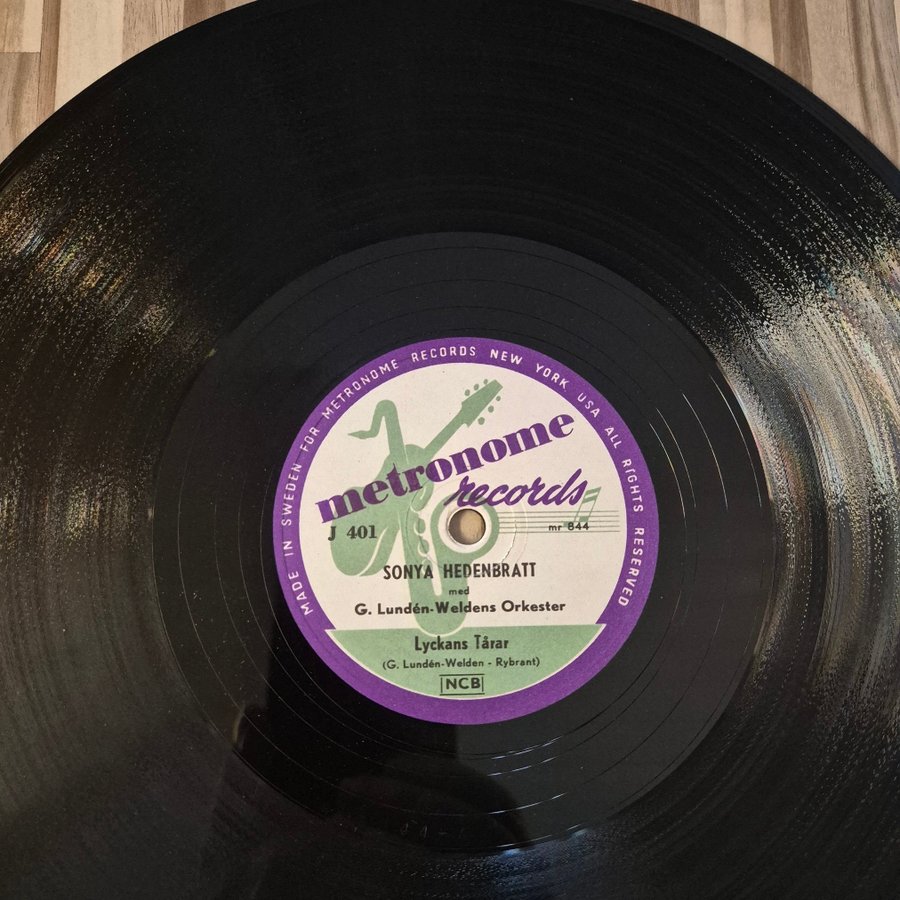 MADE IN SWEDEN FOR METRONOME RECORDS NEW YORK USA ALL RIGHTS RESERVED
metronome
records
J 401
mr 844
SONYA HEDENBRATT
med
G. Lundén-Weldens Orkester
Lyckans Tårar
(G. Lundén-Welden - Rybrant)
NCB